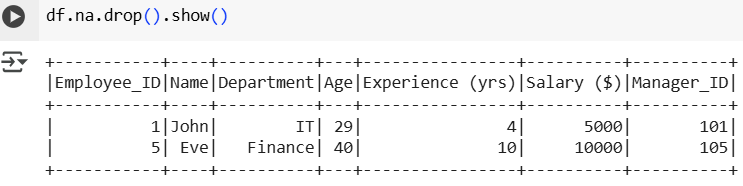 df.na.drop().show()
+-----------+----+----------+---+----------------+----------+----------+
|Employee_ID|Name|Department|Age|Experience (yrs)|Salary ($)|Manager_ID|
+-----------+----+----------+---+----------------+----------+----------+
|          1|John|        IT| 29|               4|      5000|       101|
|          5| Eve|   Finance| 40|              10|     10000|       105|
+-----------+----+----------+---+----------------+----------+----------+